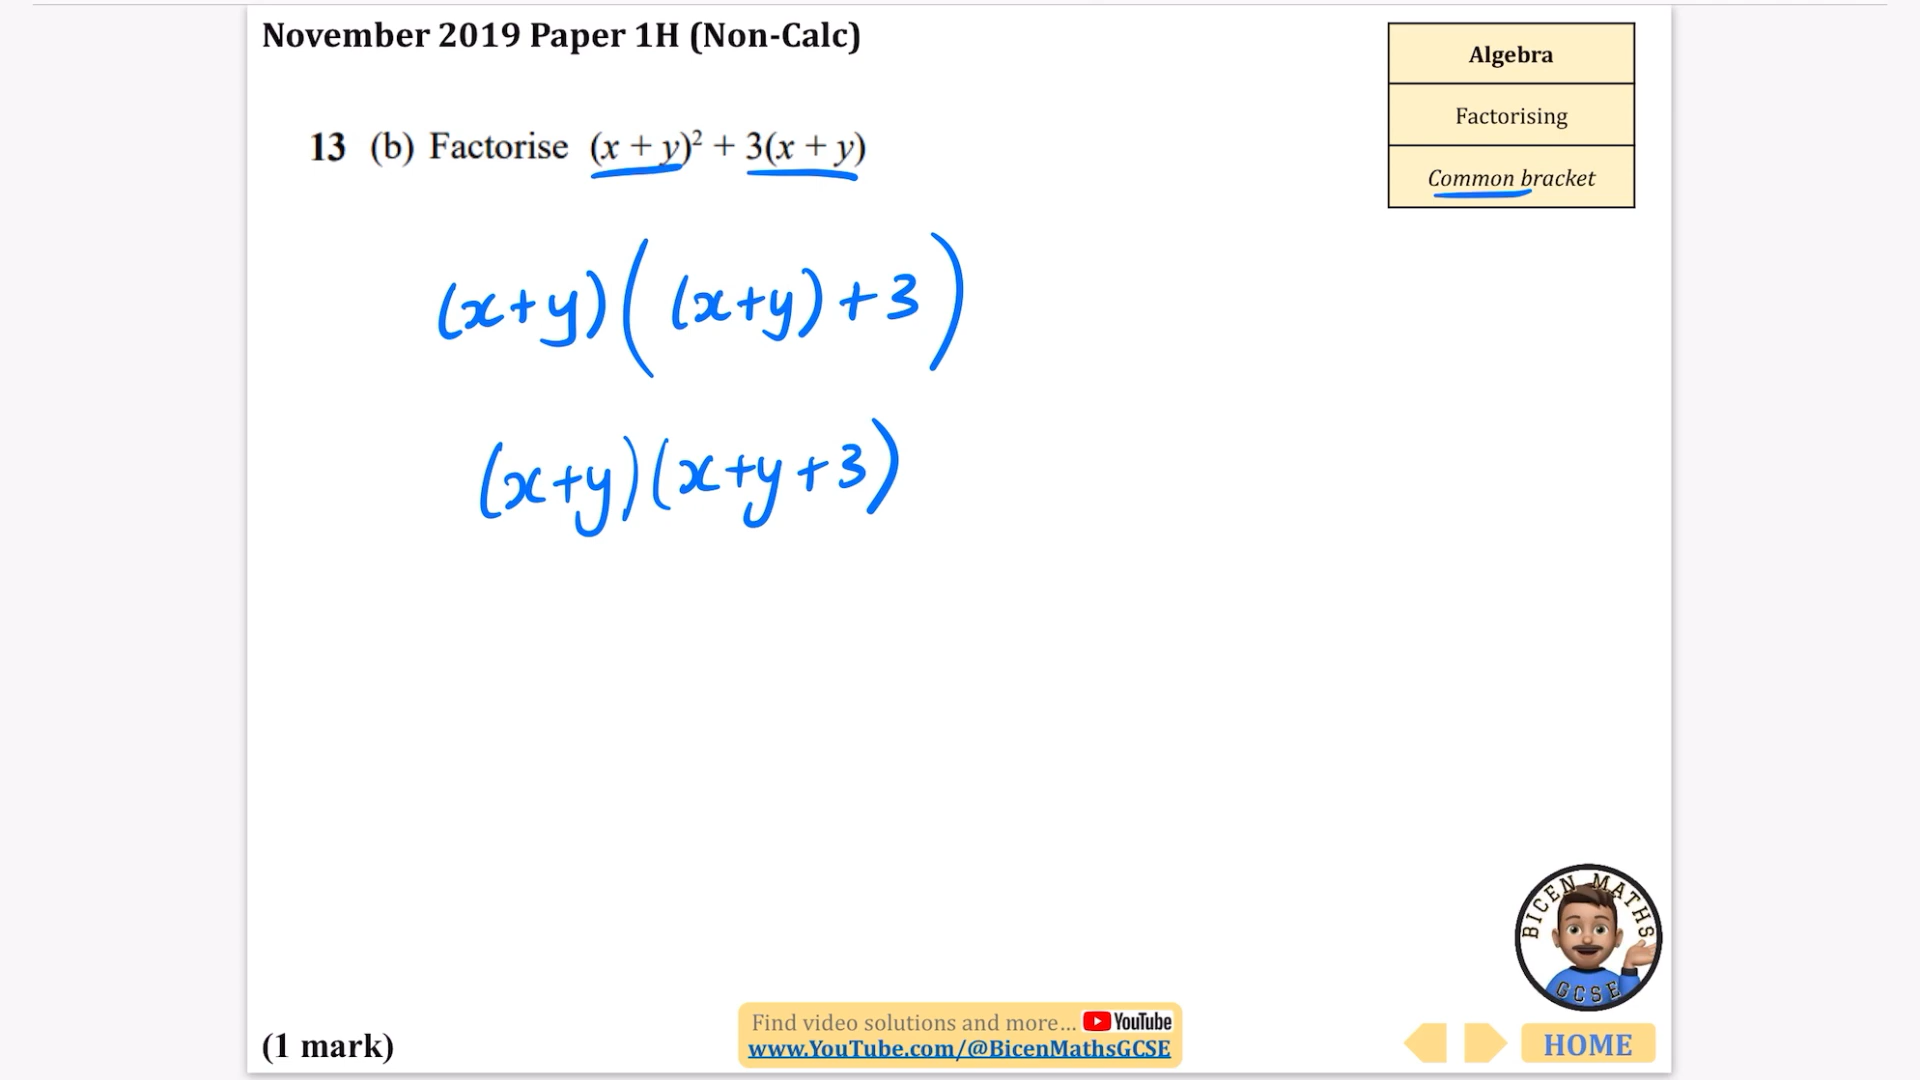 November 2019 Paper 1H (Non-Calc)
Algebra
Factorising
Common bracket
13 (b) Factorise (x + y)² + 3(x + y)
(x+y)((x+y)+3)
(x+y)(x+y+3)
BICEN MATHS
GCSE
(1 mark)
Find video solutions and more... YouTube
www.YouTube.com/@BicenMathsGCSE
HOME